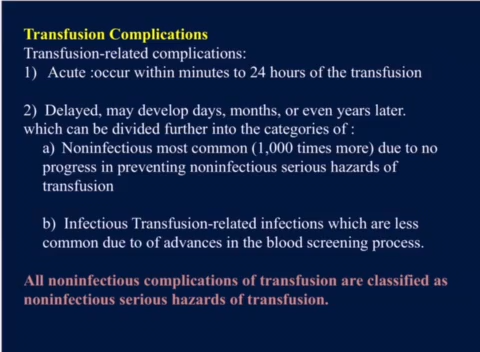 Transfusion Complications
Transfusion-related complications:
1) Acute :occur within minutes to 24 hours of the transfusion
2) Delayed, may develop days, months, or even years later.
which can be divided further into the categories of :
a) Noninfectious most common (1,000 times more) due to no
progress in preventing noninfectious serious hazards of
transfusion
b) Infectious Transfusion-related infections which are less
common due to of advances in the blood screening process.
All noninfectious complications of transfusion are classified as
noninfectious serious hazards of transfusion.